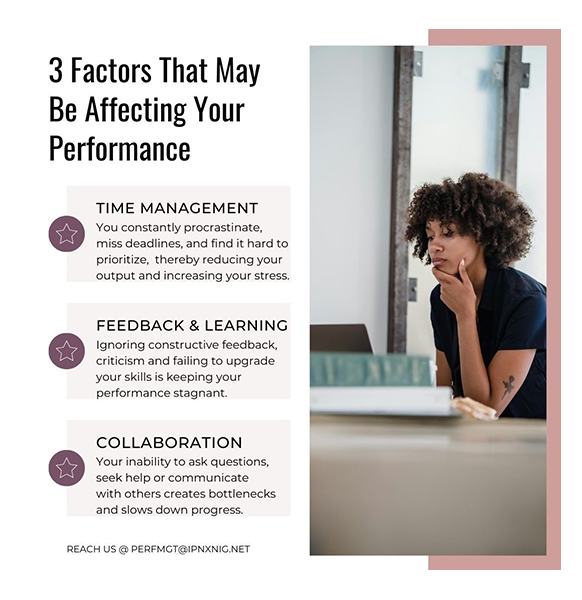 3 Factors That May
Be Affecting Your
Performance
TIME MANAGEMENT
You constantly procrastinate,
miss deadlines, and find it hard to
prioritize, thereby reducing your
output and increasing your stress.
FEEDBACK & LEARNING
Ignoring constructive feedback,
criticism and failing to upgrade
your skills is keeping your
performance stagnant.
COLLABORATION
Your inability to ask questions,
seek help or communicate
with others creates bottlenecks
and slows down progress.
REACH US @ PERFMGT@IPNXNIG.NET